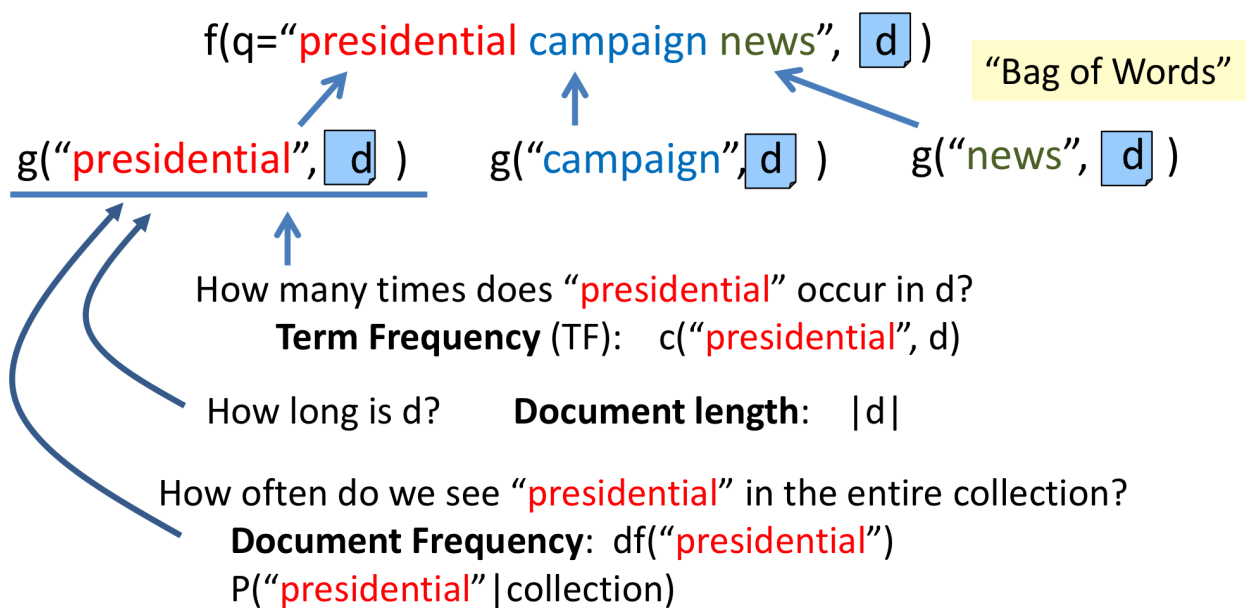 f(q=“presidential campaign news”, d )
“Bag of Words”
g(“presidential”, d )
g(“campaign”, d )
g(“news”, d )
How many times does “presidential” occur in d?
Term Frequency (TF): c(“presidential”, d)
How long is d? Document length: |d|
How often do we see “presidential” in the entire collection?
Document Frequency: df(“presidential”)
P(“presidential”|collection)